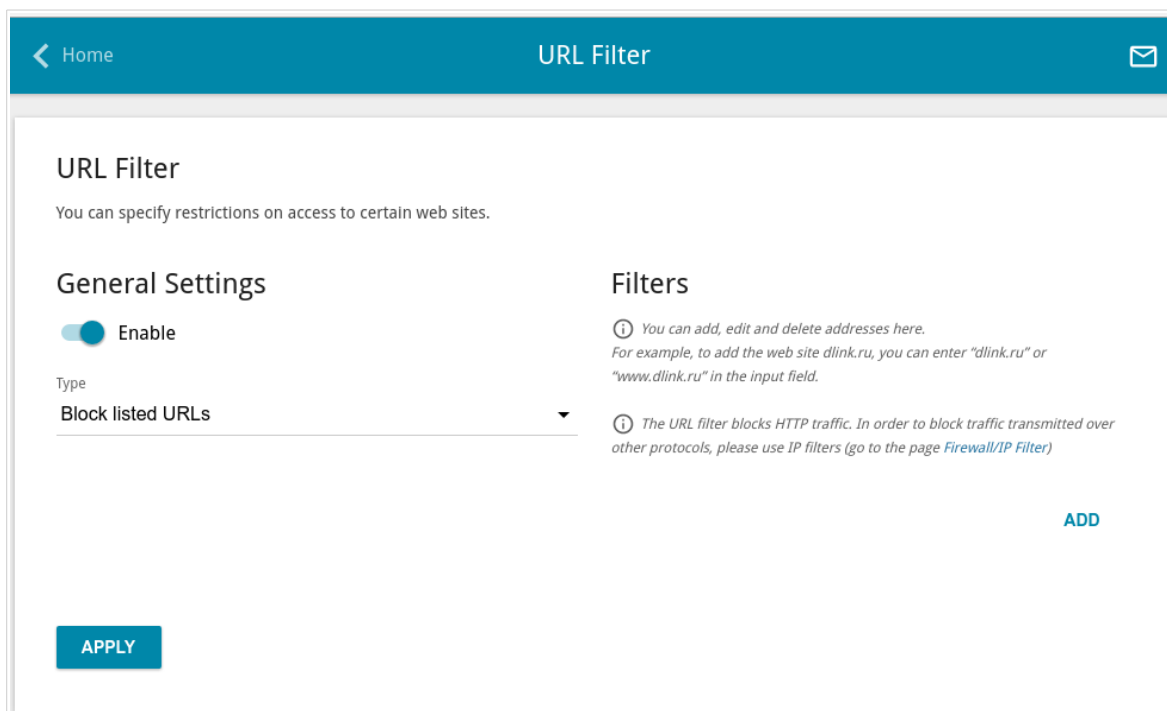 Home
URL Filter
URL Filter
You can specify restrictions on access to certain web sites.
General Settings
Enable
Type
Block listed URLs
Filters
You can add, edit and delete addresses here.
For example, to add the web site dlink.ru, you can enter “dlink.ru” or
“www.dlink.ru” in the input field.
The URL filter blocks HTTP traffic. In order to block traffic transmitted over
other protocols, please use IP filters (go to the page Firewall/IP Filter)
ADD
APPLY